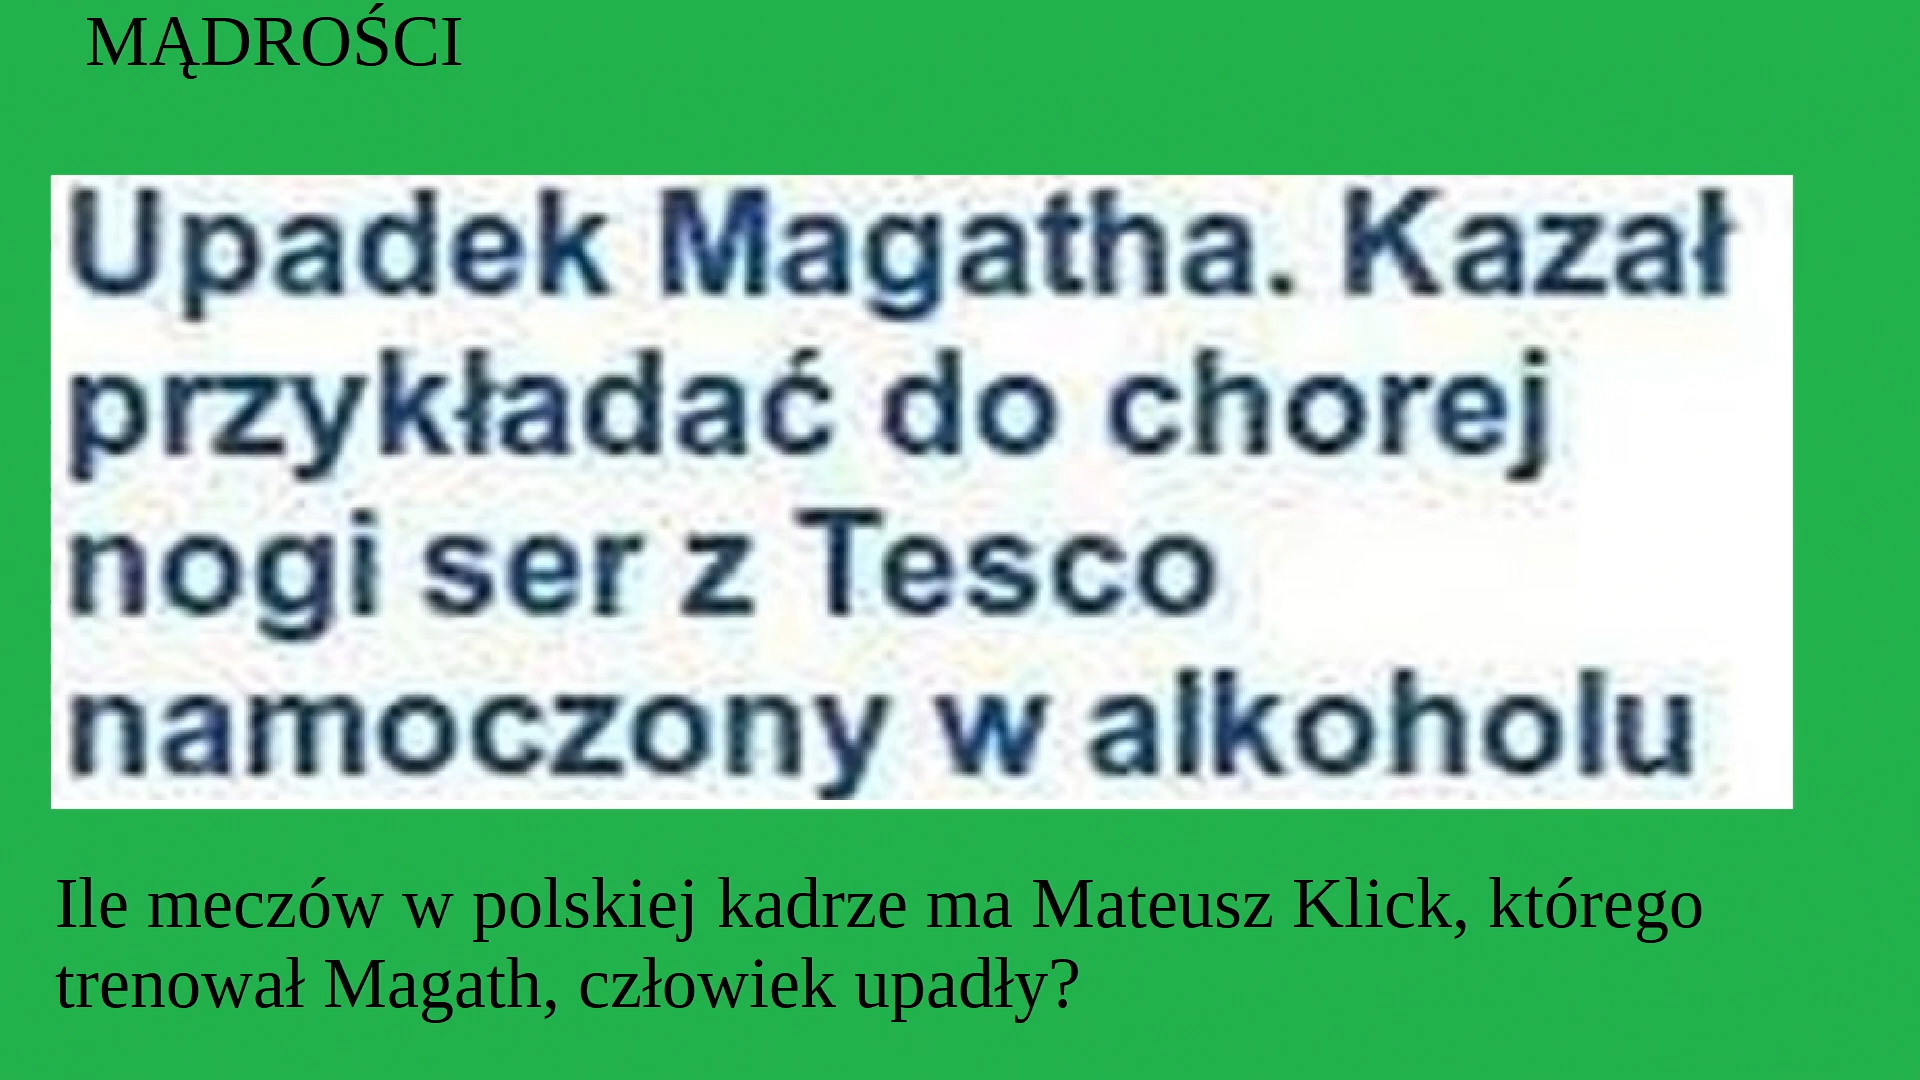 MĄDROŚCI
Upadek Magatha. Kazał
przykładać do chorej
nogi ser z Tesco
namoczony w alkoholu
Ile meczów w polskiej kadrze ma Mateusz Klick, którego
trenował Magath, człowiek upadły?